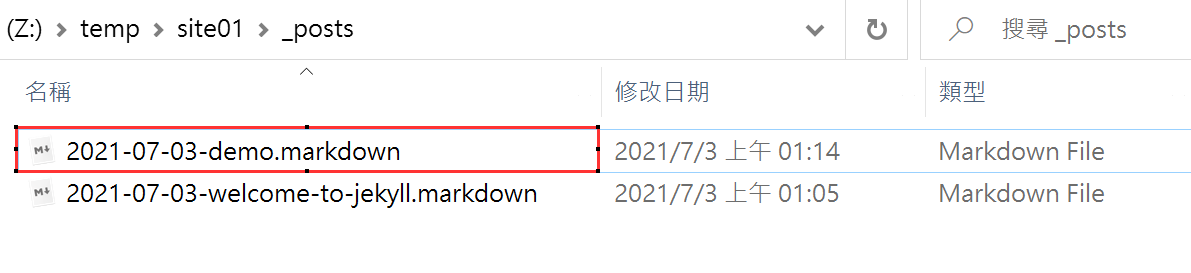 (Z:) > temp > site01 > _posts 搜尋 _posts
名稱 修改日期 類型
2021-07-03-demo.markdown 2021/7/3 上午 01:14 Markdown File
2021-07-03-welcome-to-jekyll.markdown 2021/7/3 上午 01:05 Markdown File